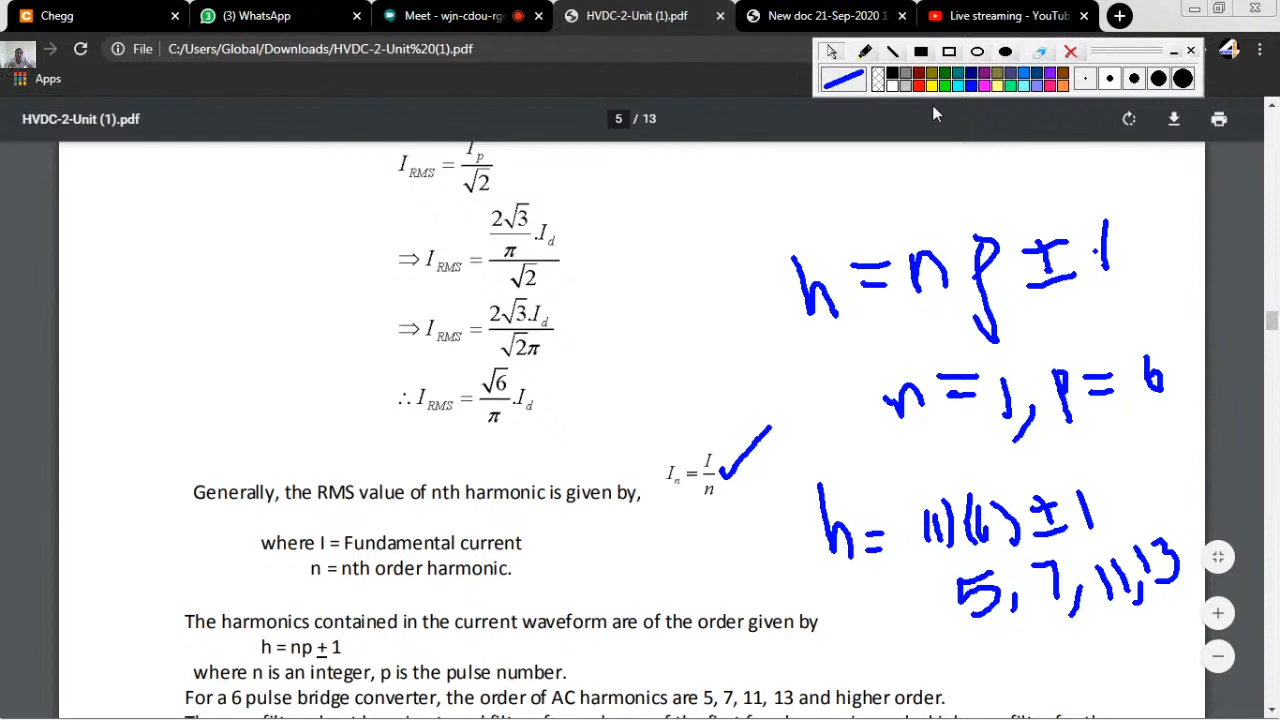 Chegg
(3) WhatsApp
Meet - wjn-cdou-rg
HVDC-2-Unit (1).pdf
New doc 21-Sep-2020 1
Live streaming - YouTu
File
C:/Users/Global/Downloads/HVDC-2-Unit%20(1).pdf
Apps
HVDC-2-Unit (1).pdf
5 / 13
I_RMS = I_p / √2
⇒ I_RMS = (2√3 / π .I_d) / √2
⇒ I_RMS = 2√3.I_d / √2π
∴ I_RMS = √6 / π .I_d
h = n p ± 1
n = 1, p = 6
I_n = I / n
Generally, the RMS value of nth harmonic is given by,
where I = Fundamental current
n = nth order harmonic.
h = (1)(6) ± 1
5, 7, 11, 13
The harmonics contained in the current waveform are of the order given by
h = np ± 1
where n is an integer, p is the pulse number.
For a 6 pulse bridge converter, the order of AC harmonics are 5, 7, 11, 13 and higher order.